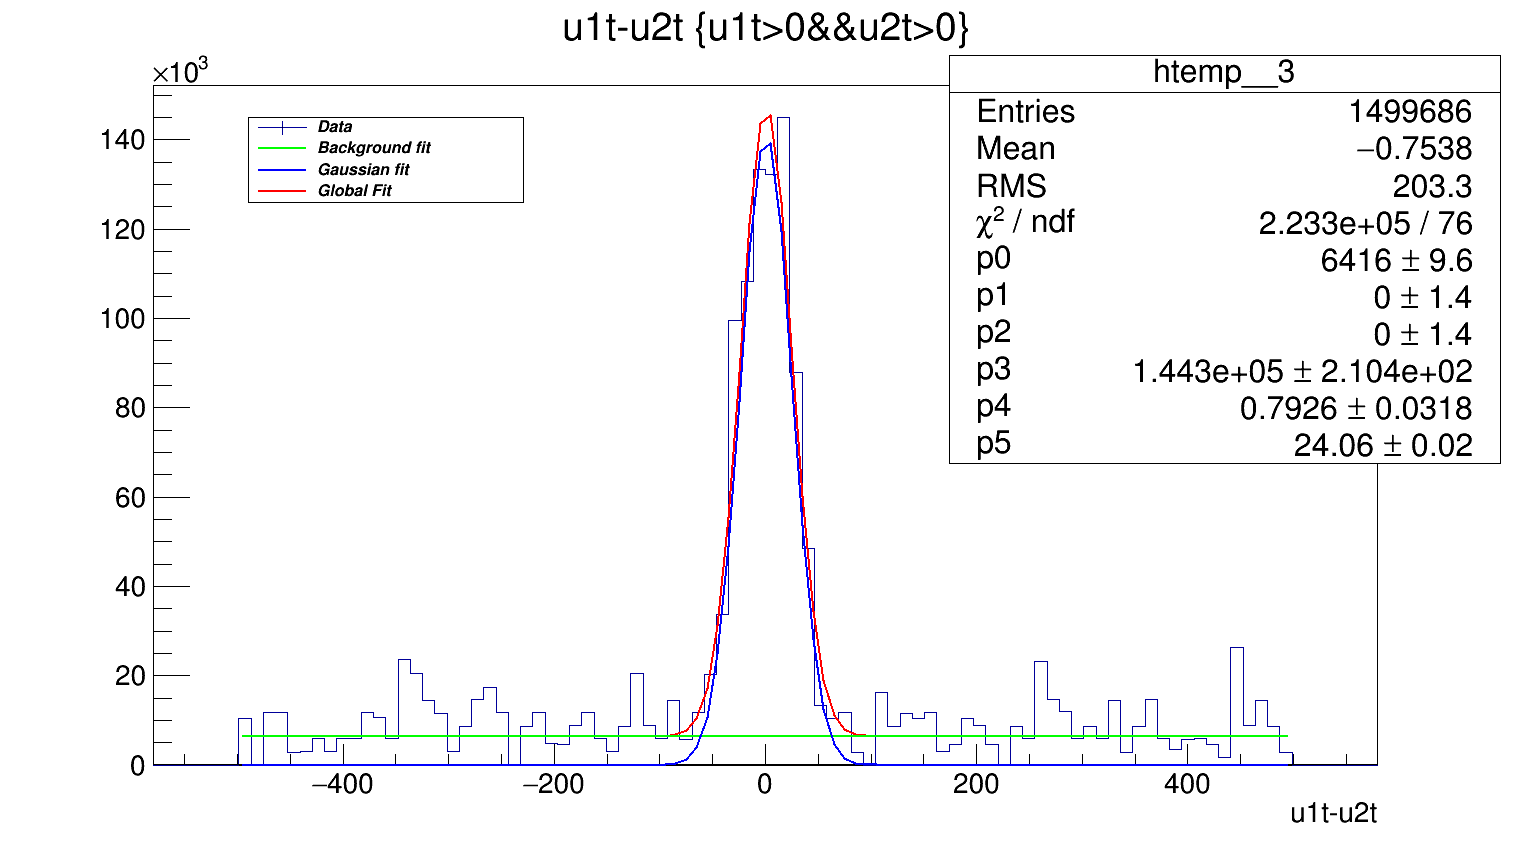 u1t-u2t {u1t>0&&u2t>0}
×10³
htemp__3
Entries 1499686
Mean −0.7538
RMS 203.3
χ² / ndf 2.233e+05 / 76
p0 6416 ± 9.6
p1 0 ± 1.4
p2 0 ± 1.4
p3 1.443e+05 ± 2.104e+02
p4 0.7926 ± 0.0318
p5 24.06 ± 0.02
Data
Background fit
Gaussian fit
Global Fit
140
120
100
80
60
40
20
0
−400 −200 0 200 400
u1t-u2t